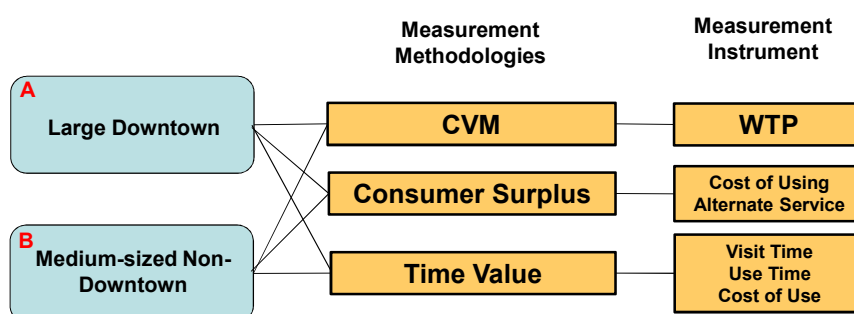 Measurement
Methodologies
Measurement
Instrument
A
Large Downtown
CVM
WTP
Consumer Surplus
Cost of Using
Alternate Service
B
Medium-sized Non-
Downtown
Time Value
Visit Time
Use Time
Cost of Use